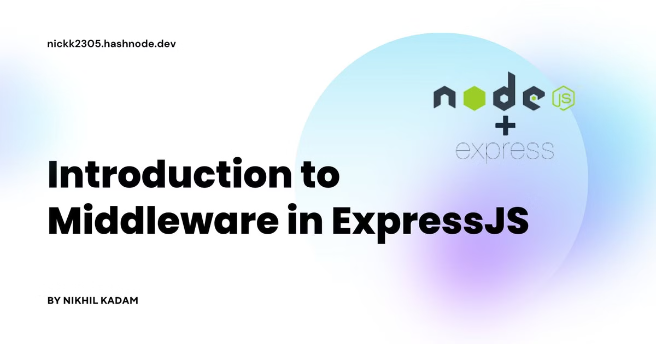 nickk2305.hashnode.dev
node JS
+
express
Introduction to
Middleware in ExpressJS
BY NIKHIL KADAM